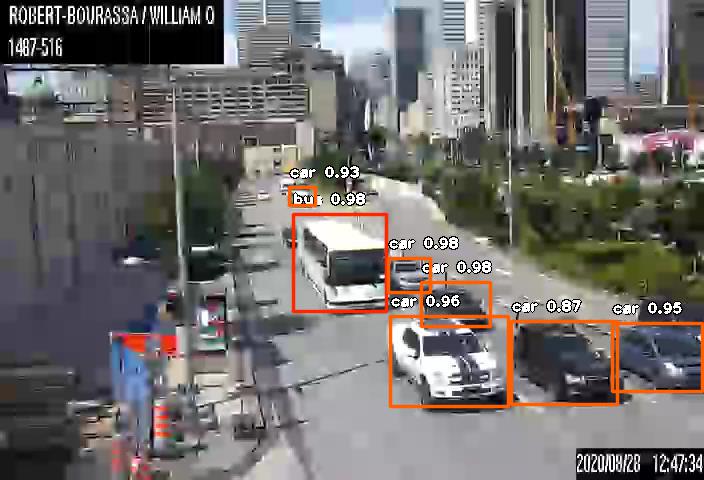 ROBERT-BOURASSA / WILLIAM O
1487-516
car 0.93
bus 0.98
car 0.98
car 0.98
car 0.96
car 0.87
car 0.95
2020/08/28 12:47:34